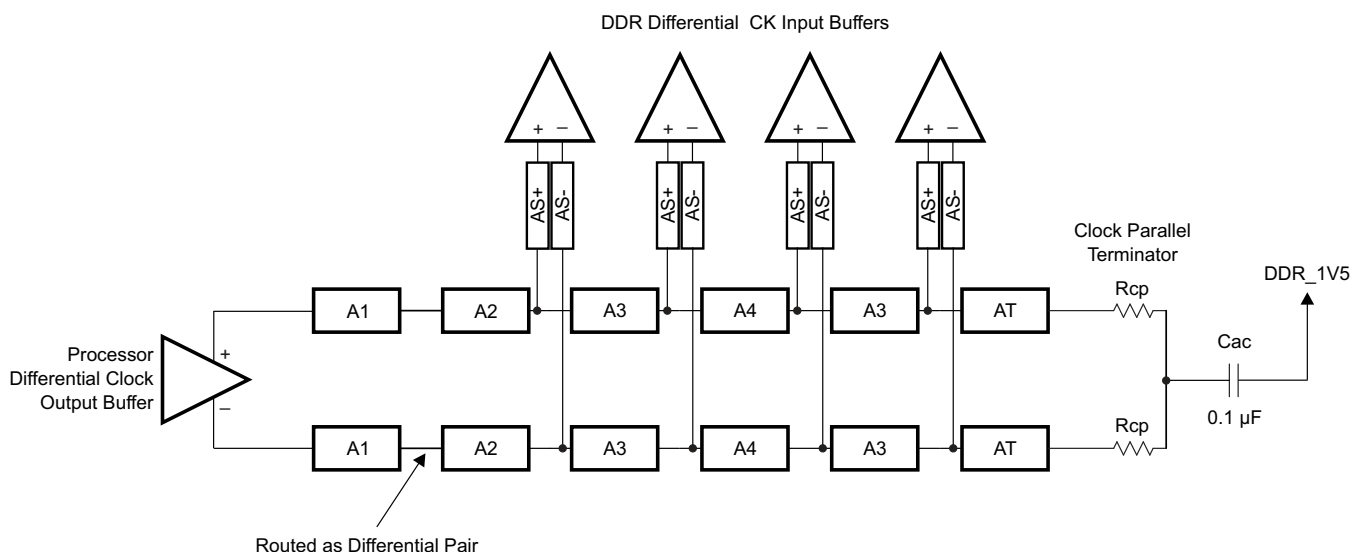 DDR Differential CK Input Buffers
+ − + − + − + −
AS+ AS- AS+ AS- AS+ AS- AS+ AS-
Clock Parallel
Terminator
DDR_1V5
A1 A2 A3 A4 A3 AT Rcp
Processor
Differential Clock
Output Buffer
+
−
Cac
0.1 µF
A1 A2 A3 A4 A3 AT Rcp
Routed as Differential Pair